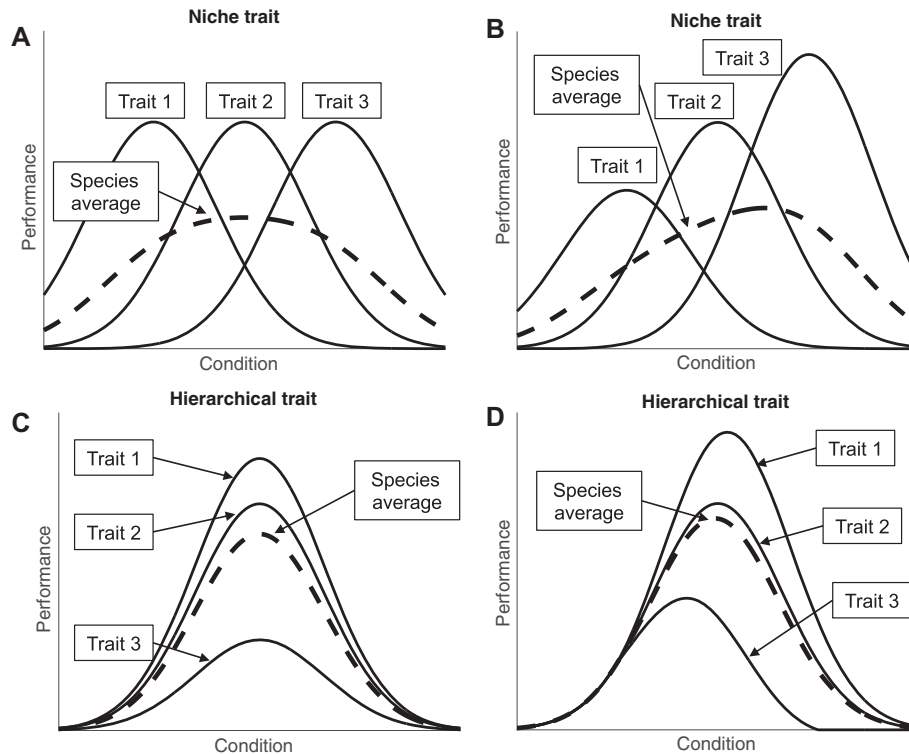 A
Niche trait
Trait 1
Trait 2
Trait 3
Species
average
Performance
Condition
B
Niche trait
Trait 3
Species
average
Trait 2
Trait 1
Performance
Condition
C
Hierarchical trait
Trait 1
Species
average
Trait 2
Trait 3
Performance
Condition
D
Hierarchical trait
Trait 1
Species
average
Trait 2
Trait 3
Performance
Condition